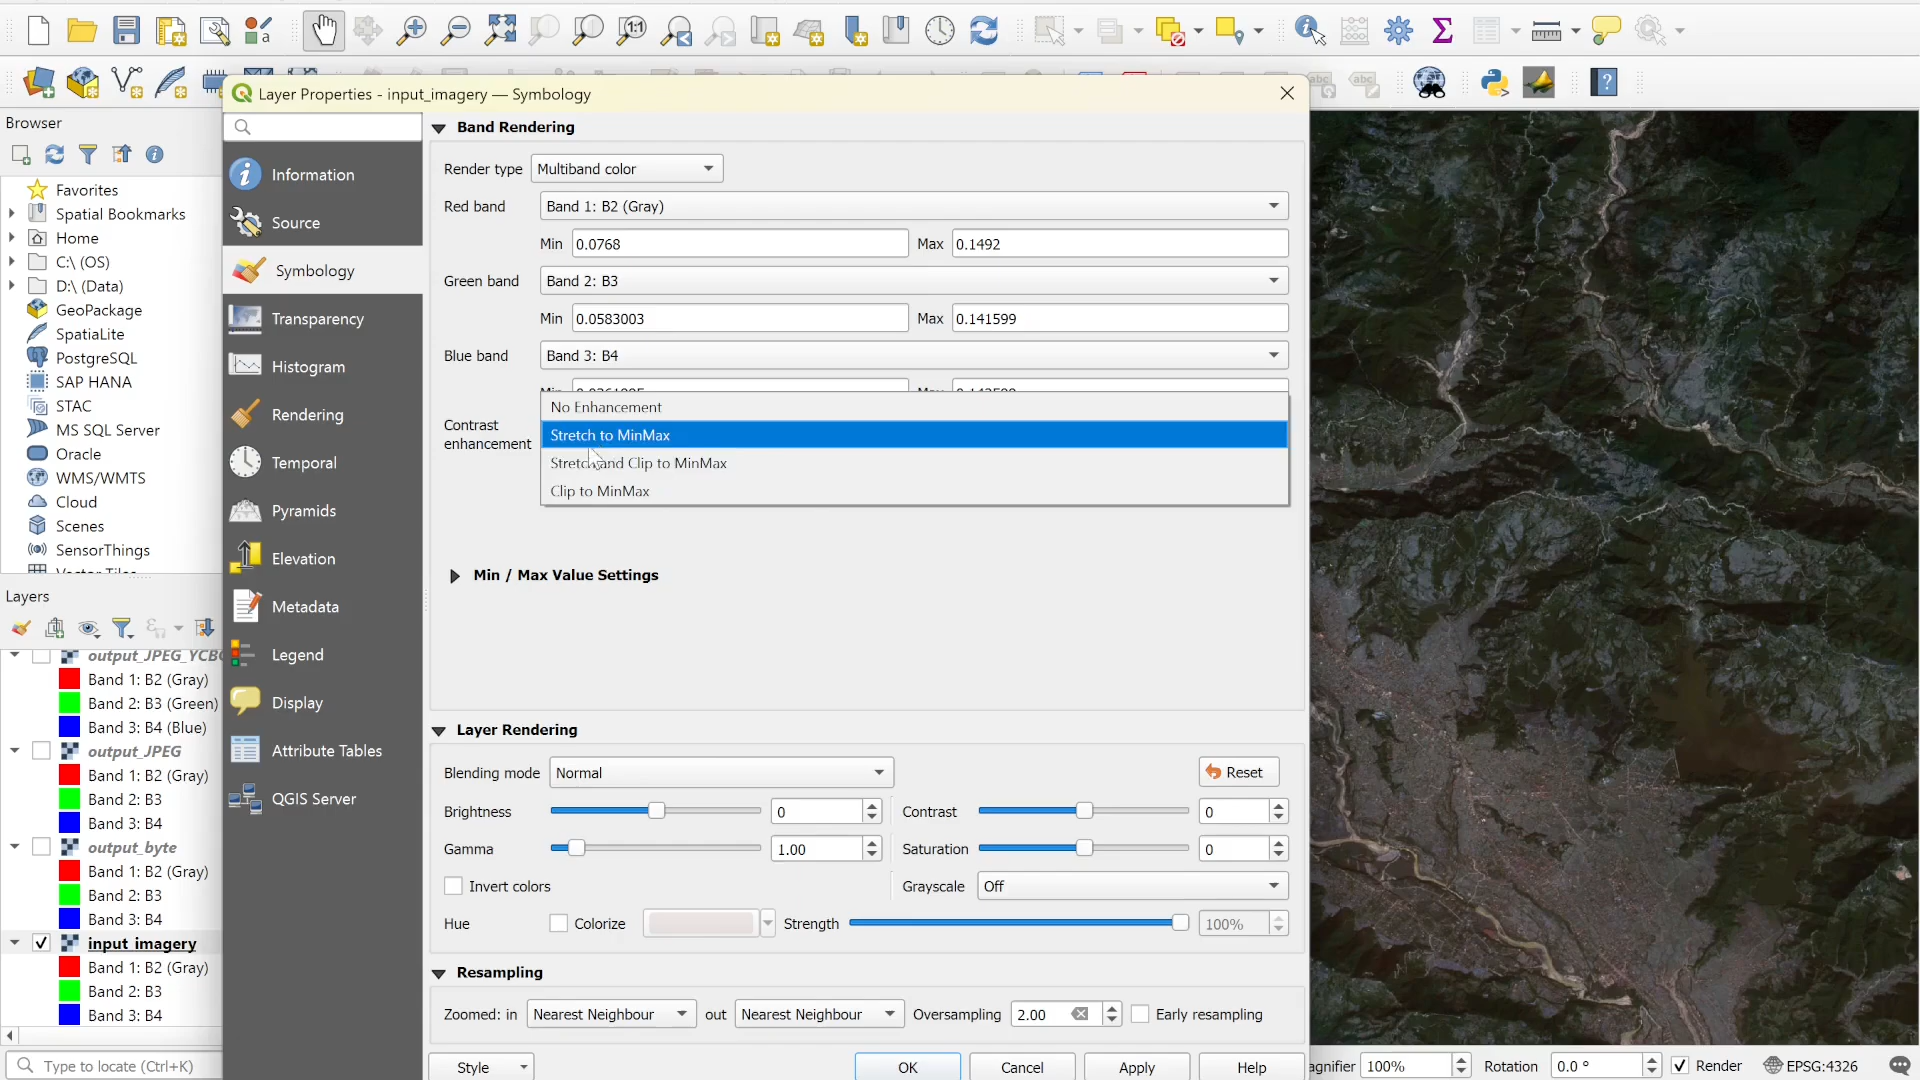 1:1
abc
abc
Layer Properties - input_imagery — Symbology
Browser
Favorites
Spatial Bookmarks
Home
C:\ (OS)
D:\ (Data)
GeoPackage
SpatiaLite
PostgreSQL
SAP HANA
STAC
MS SQL Server
Oracle
WMS/WMTS
Cloud
Scenes
SensorThings
Vector Tiles
Layers
output_JPEG_YCBC
Band 1: B2 (Gray)
Band 2: B3 (Green)
Band 3: B4 (Blue)
output_JPEG
Band 1: B2 (Gray)
Band 2: B3
Band 3: B4
output_byte
Band 1: B2 (Gray)
Band 2: B3
Band 3: B4
input_imagery
Band 1: B2 (Gray)
Band 2: B3
Band 3: B4
Type to locate (Ctrl+K)
Information
Source
Symbology
Transparency
Histogram
Rendering
Temporal
Pyramids
Elevation
Metadata
Legend
Display
Attribute Tables
QGIS Server
Band Rendering
Render type Multiband color
Red band Band 1: B2 (Gray)
Min 0.0768 Max 0.1492
Green band Band 2: B3
Min 0.0583003 Max 0.141599
Blue band Band 3: B4
Contrast
enhancement
No Enhancement
Stretch to MinMax
Stretch and Clip to MinMax
Clip to MinMax
Min / Max Value Settings
Layer Rendering
Blending mode Normal Reset
Brightness 0 Contrast 0
Gamma 1.00 Saturation 0
Invert colors Grayscale Off
Hue Colorize Strength 100%
Resampling
Zoomed: in Nearest Neighbour out Nearest Neighbour Oversampling 2.00 Early resampling
Style OK Cancel Apply Help
agnifier 100% Rotation 0.0 ° Render EPSG:4326